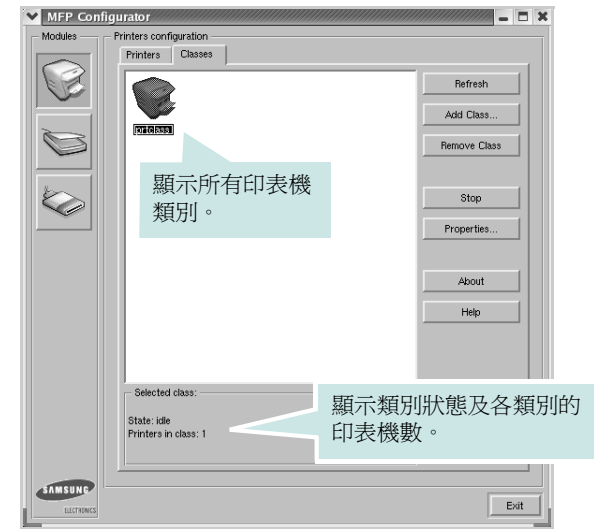 MFP Configurator
Modules
Printers configuration
Printers
Classes
prtclass
顯示所有印表機
類別。
Refresh
Add Class...
Remove Class
Stop
Properties...
About
Help
Selected class:
State: idle
Printers in class: 1
顯示類別狀態及各類別的
印表機數。
SAMSUNG
ELECTRONICS
Exit